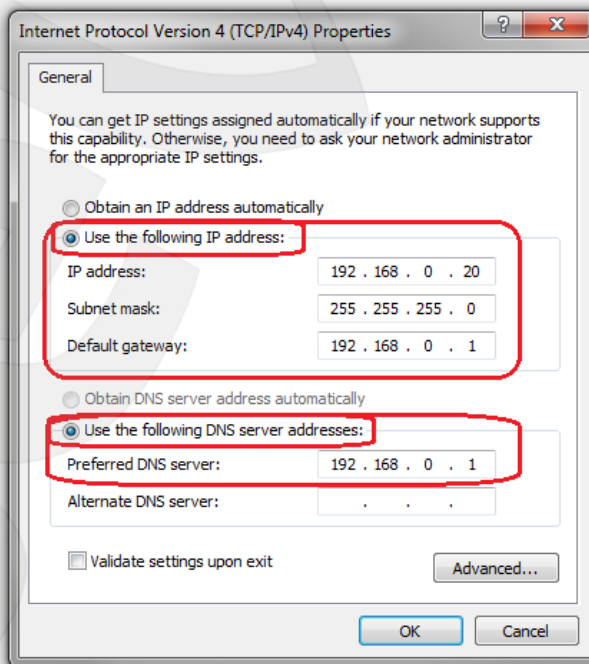 Internet Protocol Version 4 (TCP/IPv4) Properties
General
You can get IP settings assigned automatically if your network supports
this capability. Otherwise, you need to ask your network administrator
for the appropriate IP settings.
Obtain an IP address automatically
Use the following IP address:
IP address: 192 . 168 . 0 . 20
Subnet mask: 255 . 255 . 255 . 0
Default gateway: 192 . 168 . 0 . 1
Obtain DNS server address automatically
Use the following DNS server addresses:
Preferred DNS server: 192 . 168 . 0 . 1
Alternate DNS server: . . .
Validate settings upon exit
Advanced...
OK Cancel